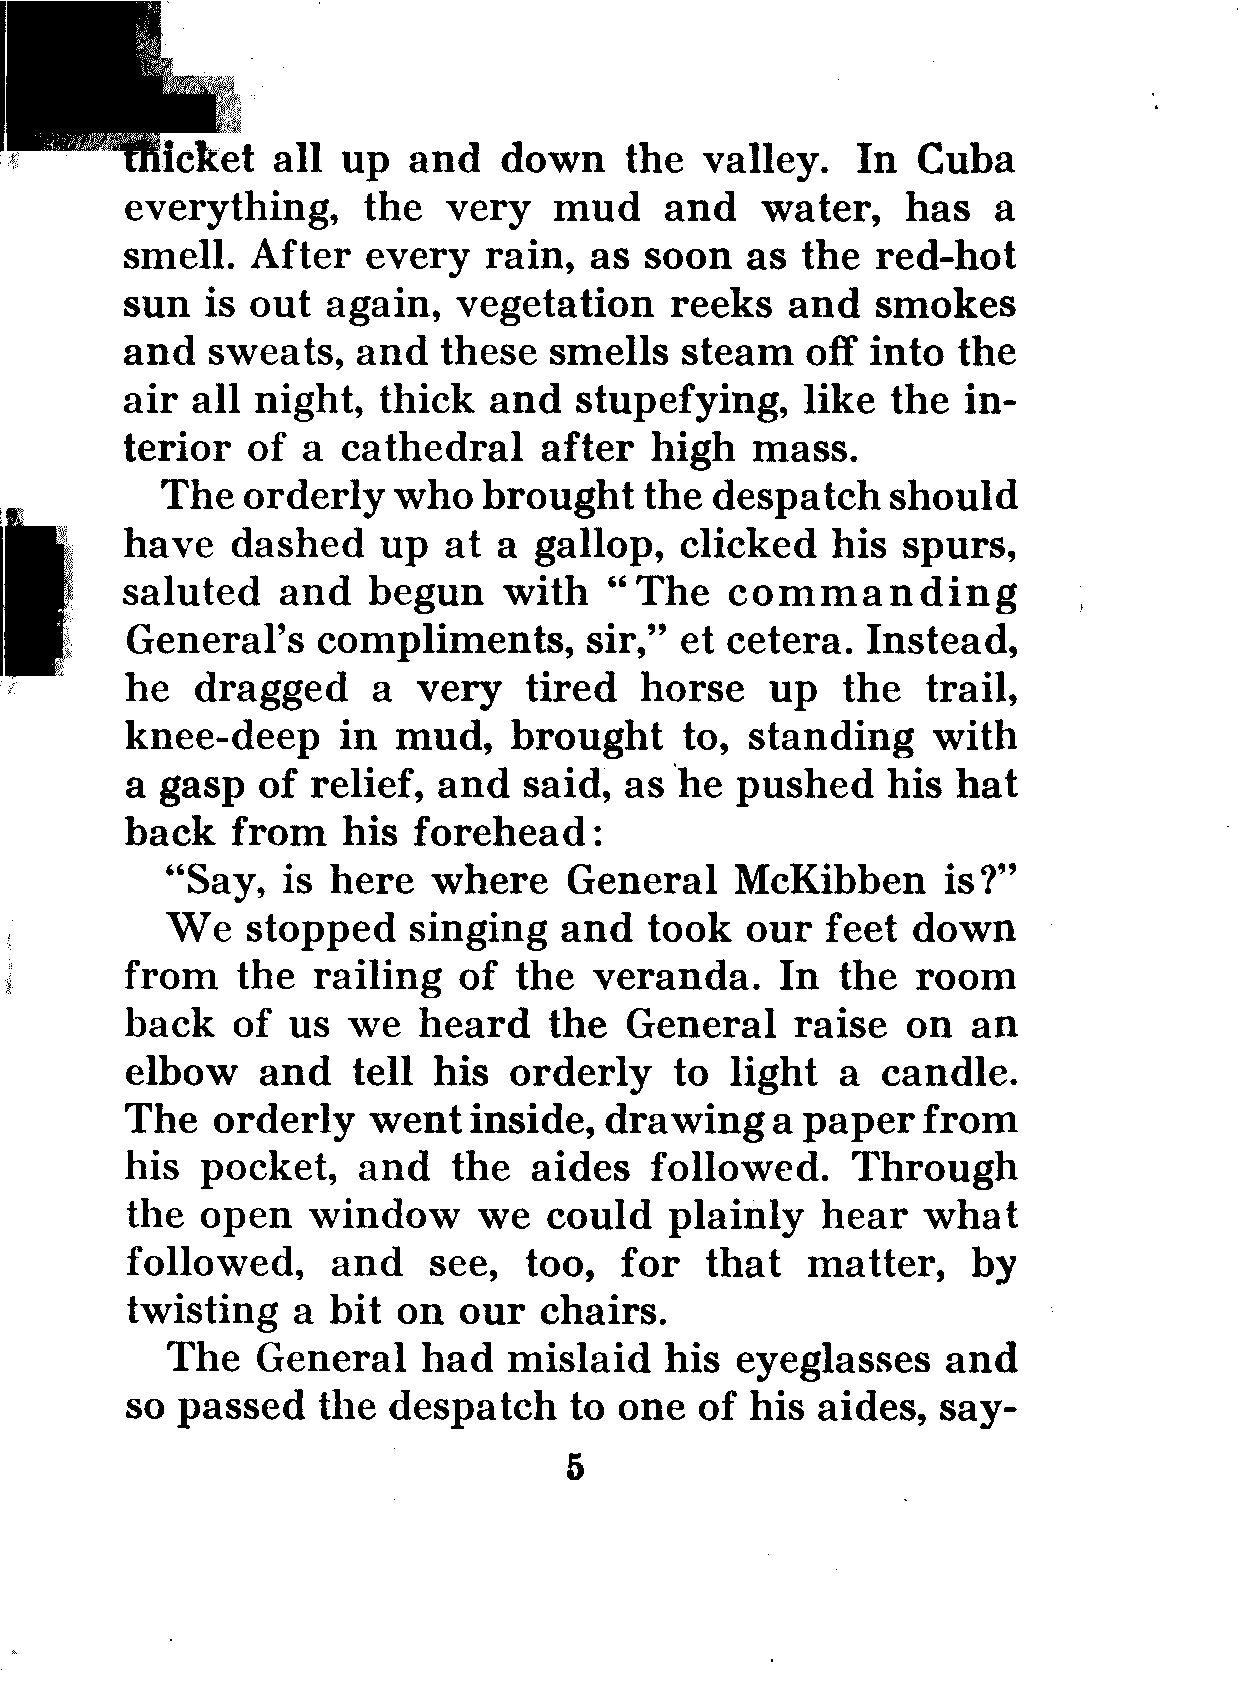 thicket all up and down the valley. In Cuba
everything, the very mud and water, has a
smell. After every rain, as soon as the red-hot
sun is out again, vegetation reeks and smokes
and sweats, and these smells steam off into the
air all night, thick and stupefying, like the in-
terior of a cathedral after high mass.
The orderly who brought the despatch should
have dashed up at a gallop, clicked his spurs,
saluted and begun with “The commanding
General’s compliments, sir,” et cetera. Instead,
he dragged a very tired horse up the trail,
knee-deep in mud, brought to, standing with
a gasp of relief, and said, as he pushed his hat
back from his forehead:
“Say, is here where General McKibben is?”
We stopped singing and took our feet down
from the railing of the veranda. In the room
back of us we heard the General raise on an
elbow and tell his orderly to light a candle.
The orderly went inside, drawing a paper from
his pocket, and the aides followed. Through
the open window we could plainly hear what
followed, and see, too, for that matter, by
twisting a bit on our chairs.
The General had mislaid his eyeglasses and
so passed the despatch to one of his aides, say-
5